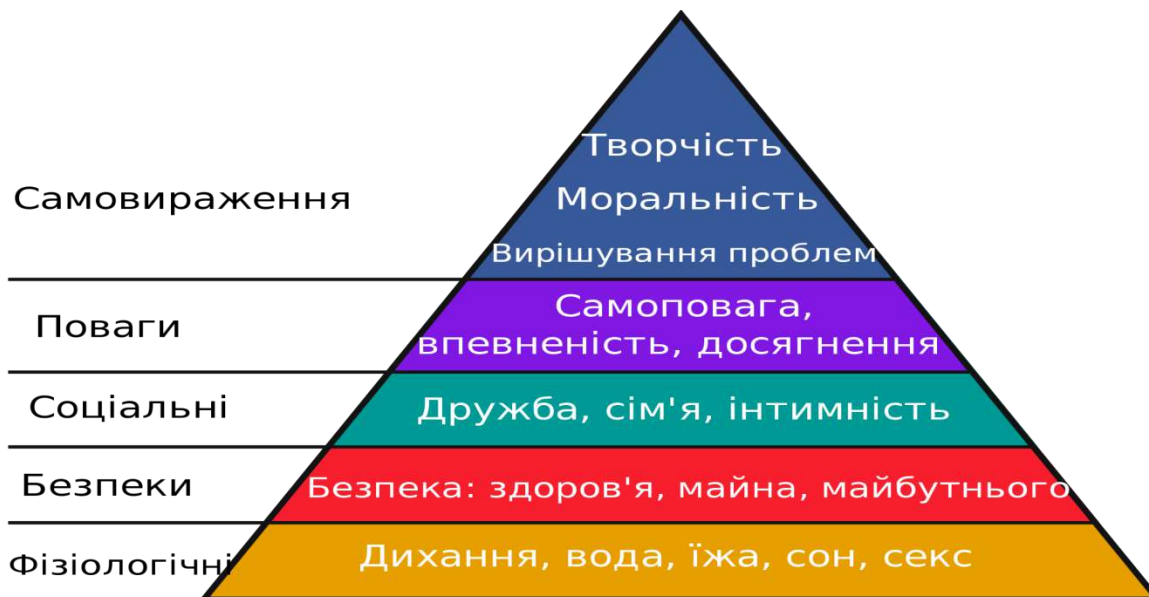 Творчість
Самовираження
Моральність
Вирішування проблем
Поваги
Самоповага,
впевненість, досягнення
Соціальні
Дружба, сім'я, інтимність
Безпеки
Безпека: здоров'я, майна, майбутнього
Фізіологічні
Дихання, вода, їжа, сон, секс